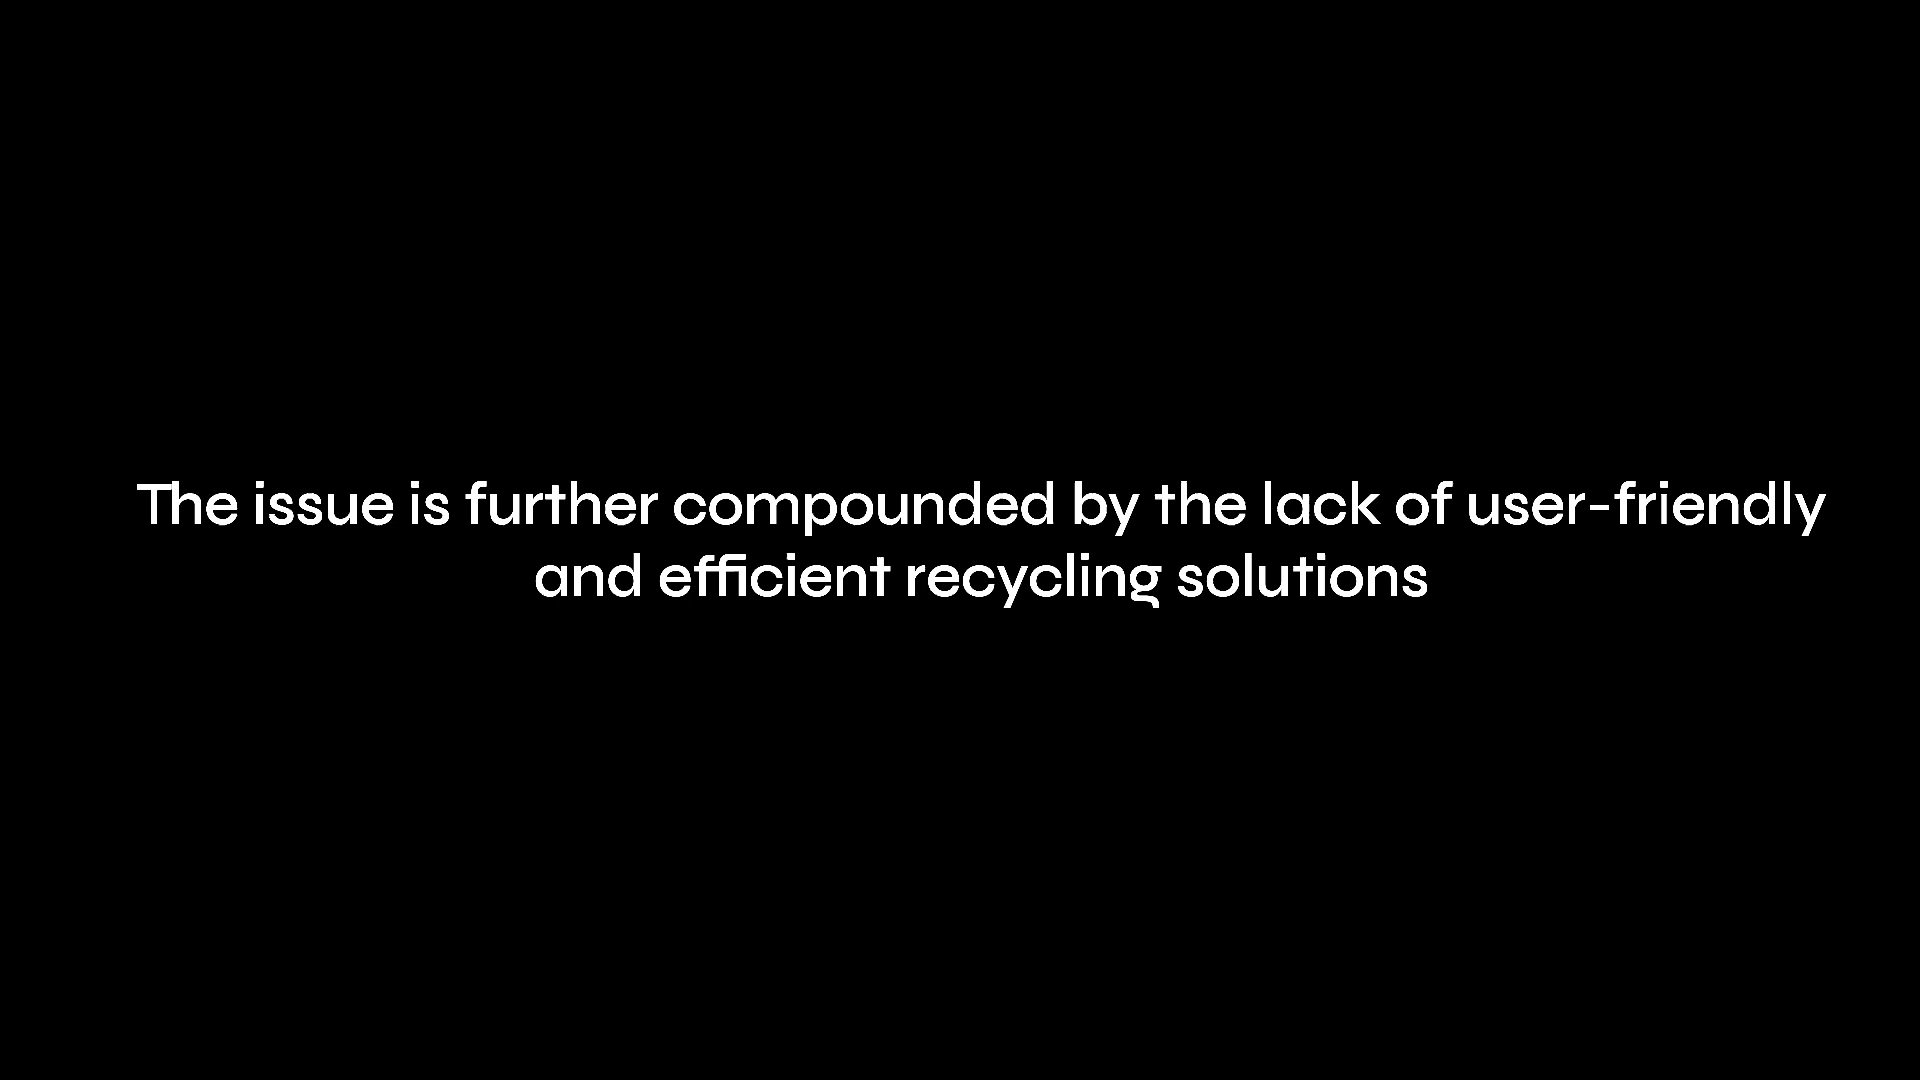 The issue is further compounded by the lack of user-friendly
and efficient recycling solutions